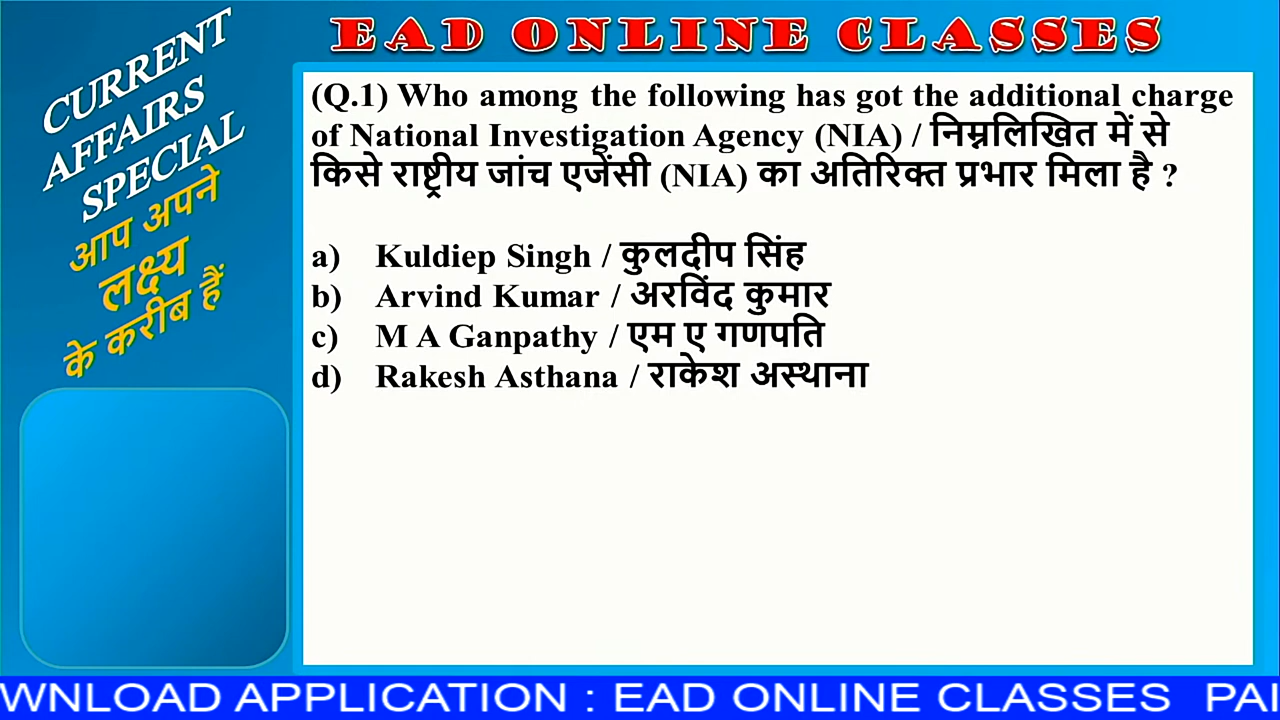 EAD ONLINE CLASSES
CURRENT
AFFAIRS
SPECIAL
आप अपने
लक्ष्य
के करीब हैं
(Q.1) Who among the following has got the additional charge
of National Investigation Agency (NIA) / निम्नलिखित में से
किसे राष्ट्रीय जांच एजेंसी (NIA) का अतिरिक्त प्रभार मिला है ?
a) Kuldiep Singh / कुलदीप सिंह
b) Arvind Kumar / अरविंद कुमार
c) M A Ganpathy / एम ए गणपति
d) Rakesh Asthana / राकेश अस्थाना
WNLOAD APPLICATION : EAD ONLINE CLASSES PAI